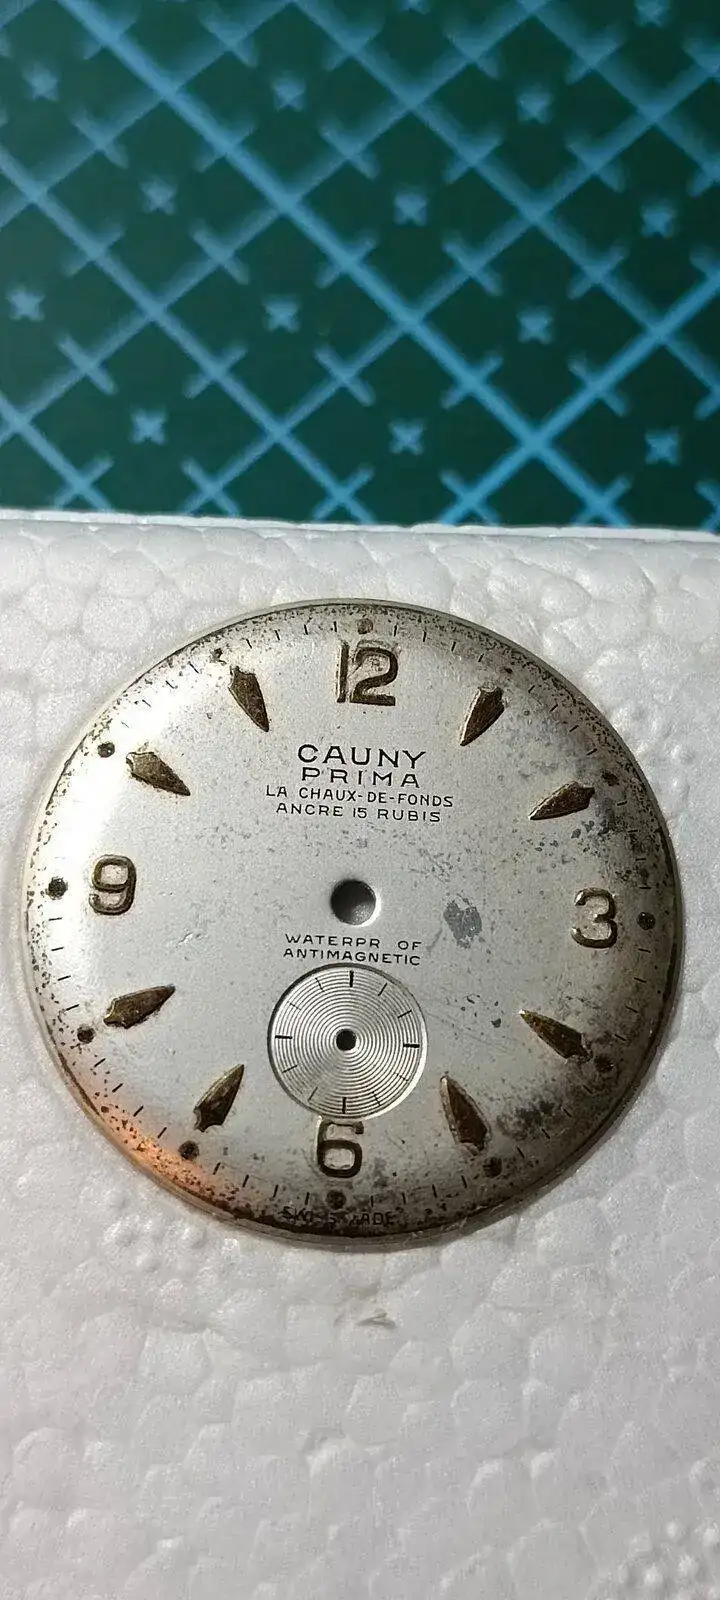 12
CAUNY
PRIMA
LA CHAUX-DE-FONDS
ANCRE 15 RUBIS
9
3
WATERPR OF
ANTIMAGNETIC
6